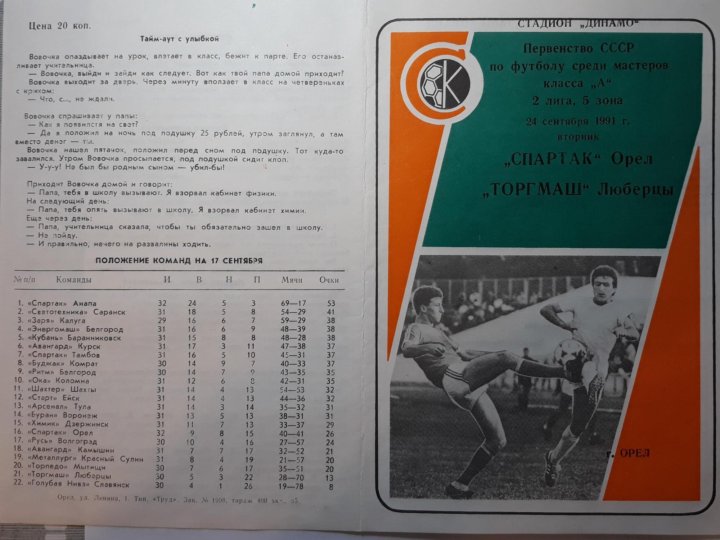 Цена 20 коп.
Тайм-аут с улыбкой
Вовочка опаздывает на урок, влетает в класс, бежит к парте. Его останав-
ливает учительница.
— Вовочка, выйди и зайди как следует. Вот как твой папа домой приходит?
Вовочка выходит за дверь. Через минуту вползает в класс на четвереньках
с криком:
— Что, с..., не ждали.
Вовочка спрашивает у папы:
— Как я появился на свет?
— Да я положил на ночь под подушку 25 рублей, утром заглянул, а там
вместо денег — ты.
Вовочка нашел пятачок, положил перед сном под подушку. Тот куда-то
завалился. Утром Вовочка просыпается, под подушкой сидит клоп.
— У-у-у! Не был бы родным сыном — убил-бы!
Приходит Вовочка домой и говорит:
— Папа, тебя в школу вызывают. Я взорвал кабинет физики.
На следующий день:
— Папа, тебя опять вызывают в школу. Я взорвал кабинет химии.
Еще через день:
— Папа, учительница сказала, чтобы ты обязательно зашел в школу.
— Не пойду.
— И правильно, нечего на развалины ходить.
ПОЛОЖЕНИЕ КОМАНД НА 17 СЕНТЯБРЯ
№ п/п Команды И В Н П Мячи Очки
1. «Спартак» Анапа 32 24 5 3 69—17 53
2. «Светотехника» Саранск 31 18 5 8 54—29 41
3. «Заря» Калуга 29 16 6 7 59—29 38
4. «Энергомаш» Белгород 31 16 6 9 48—39 38
5. «Кубань» Баранниковск 31 15 8 8 48—28 38
6. «Авангард» Курск 31 17 3 11 47—38 37
7. «Спартак» Тамбов 31 16 5 10 45—31 37
8. «Буджак» Комрат 30 14 9 7 40—33 37
9. «Ритм» Белгород 30 14 7 9 43—35 35
10. «Ока» Коломна 31 12 6 42—31 35
11. «Шахтер» Шахты 31 14 4 13 54—53 32
12. «Старт» Ейск 31 14 4 13 44—36 32
13. «Арсенал» Тула 31 14 3 14 35—32 31
14. «Буран» Воронеж 31 13 5 13 38—31 31
15. «Химик» Дзержинск 31 11 7 13 33—37 29
16. «Спартак» Орел 32 9 8 15 40—41 26
17. «Русь» Волгоград 30 10 4 16 27—57 24
18. «Авангард» Камышин 31 7 7 17 52—21
19. «Металлург» Красный Сулин 31 8 4 19 21—57 20
20. «Торпедо» Мытищи 30 7 6 17 35—51 20
21. «Торгмаш» Люберцы 30 5 3 22 28—70 13
22. «Голубая Нива» Славянск 30 4 1 26 19—78 8
Орел, ул. Ленина, 1. Тип. «Труд». Зак. № тираж 400 экз.
СТАДИОН „ДИНАМО“
Первенство СССР
по футболу среди мастеров
класса „А“
2 лига, 5 зона
24 сентября 1991 г.
вторник
„СПАРТАК“ Орел
„ТОРГМАШ“ Люберцы
г. ОРЕЛ